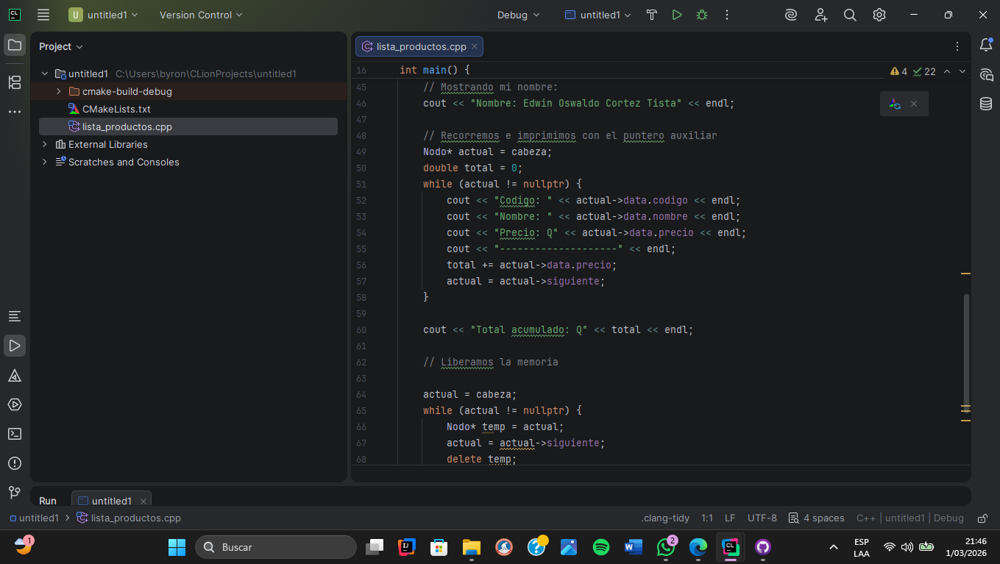 CL
U untitled1
Version Control
Debug
untitled1
Project
lista_productos.cpp
untitled1 C:\Users\byron\CLionProjects\untitled1
cmake-build-debug
CMakeLists.txt
lista_productos.cpp
External Libraries
Scratches and Consoles
4 22
16 int main() {
45 // Mostrando mi nombre:
46 cout << "Nombre: Edwin Oswaldo Cortez Tista" << endl;
47
48 // Recorremos e imprimimos con el puntero auxiliar
49 Nodo* actual = cabeza;
50 double total = 0;
51 while (actual != nullptr) {
52 cout << "Codigo: " << actual->data.codigo << endl;
53 cout << "Nombre: " << actual->data.nombre << endl;
54 cout << "Precio: Q" << actual->data.precio << endl;
55 cout << "--------------------" << endl;
56 total += actual->data.precio;
57 actual = actual->siguiente;
58 }
59
60 cout << "Total acumulado: Q" << total << endl;
61
62 // Liberamos la memoria
63
64 actual = cabeza;
65 while (actual != nullptr) {
66 Nodo* temp = actual;
67 actual = actual->siguiente;
68 delete temp;
Run untitled1
untitled1 > lista_productos.cpp
.clang-tidy 1:1 LF UTF-8 4 spaces C++ | untitled1 | Debug
1
Buscar
2
CL
ESP
LAA
21:46
1/03/2026